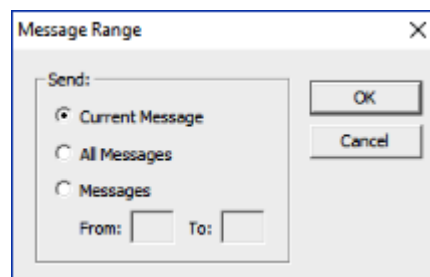 Message Range
Send:
Current Message
OK
All Messages
Cancel
Messages
From: To: